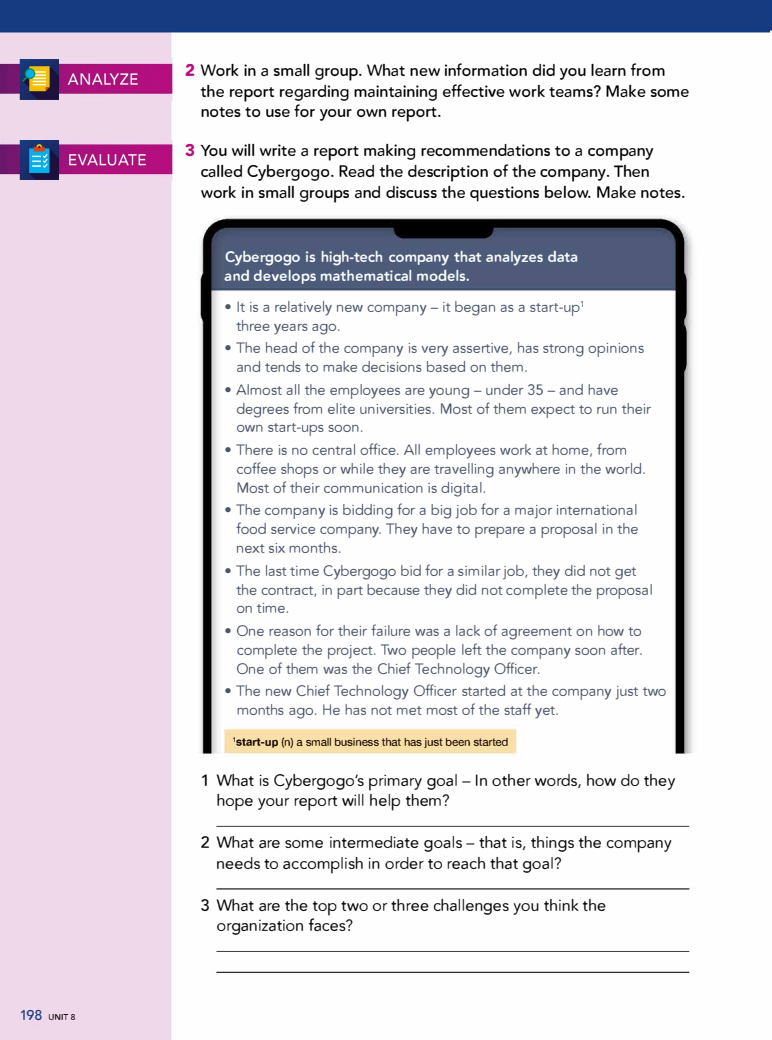 ANALYZE
2 Work in a small group. What new information did you learn from
the report regarding maintaining effective work teams? Make some
notes to use for your own report.
EVALUATE
3 You will write a report making recommendations to a company
called Cybergogo. Read the description of the company. Then
work in small groups and discuss the questions below. Make notes.
Cybergogo is high-tech company that analyzes data
and develops mathematical models.
• It is a relatively new company – it began as a start-up¹
three years ago.
• The head of the company is very assertive, has strong opinions
and tends to make decisions based on them.
• Almost all the employees are young – under 35 – and have
degrees from elite universities. Most of them expect to run their
own start-ups soon.
• There is no central office. All employees work at home, from
coffee shops or while they are travelling anywhere in the world.
Most of their communication is digital.
• The company is bidding for a big job for a major international
food service company. They have to prepare a proposal in the
next six months.
• The last time Cybergogo bid for a similar job, they did not get
the contract, in part because they did not complete the proposal
on time.
• One reason for their failure was a lack of agreement on how to
complete the project. Two people left the company soon after.
One of them was the Chief Technology Officer.
• The new Chief Technology Officer started at the company just two
months ago. He has not met most of the staff yet.
¹start-up (n) a small business that has just been started
1 What is Cybergogo's primary goal – In other words, how do they
hope your report will help them?
2 What are some intermediate goals – that is, things the company
needs to accomplish in order to reach that goal?
3 What are the top two or three challenges you think the
organization faces?
198 UNIT 8